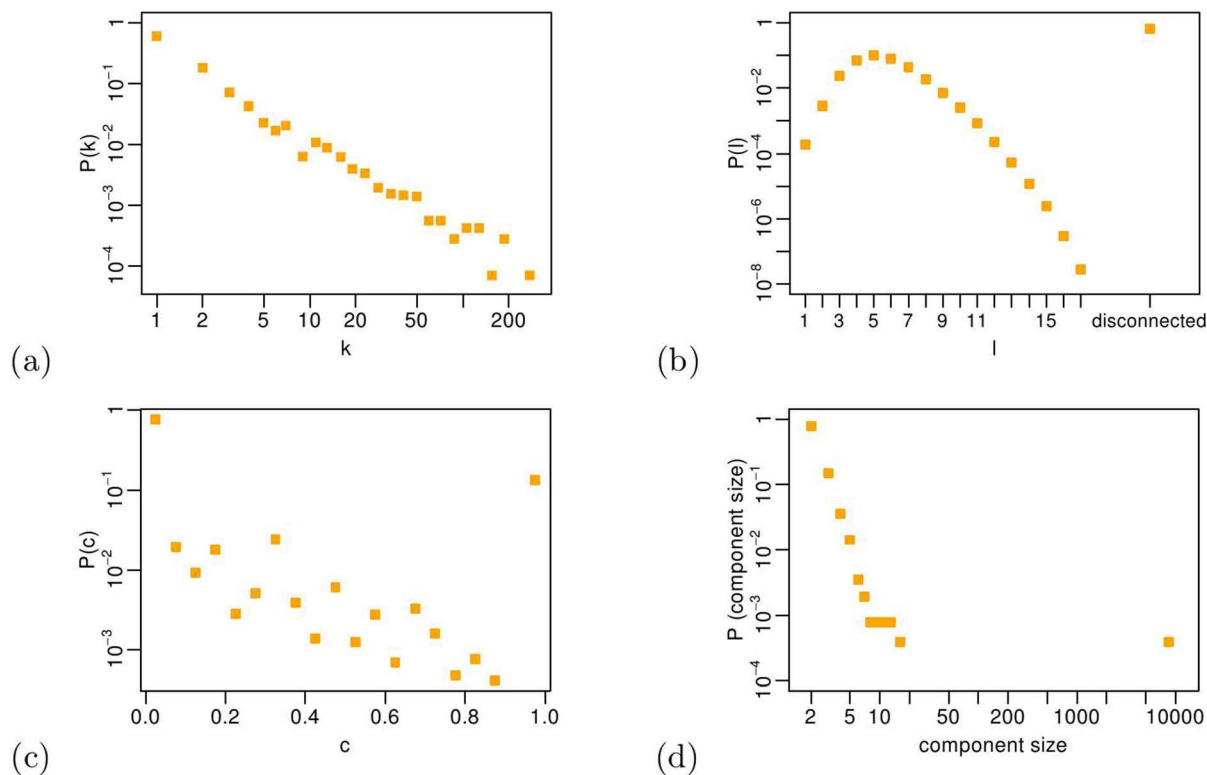 P(k)
1
10⁻¹
10⁻²
10⁻³
10⁻⁴
1 2 5 10 20 50 200
k
(a)
P(l)
1
10⁻²
10⁻⁴
10⁻⁶
10⁻⁸
1 3 5 7 9 11 15 disconnected
l
(b)
P(c)
1
10⁻¹
10⁻²
10⁻³
0.0 0.2 0.4 0.6 0.8 1.0
c
(c)
P (component size)
1
10⁻¹
10⁻²
10⁻³
10⁻⁴
2 5 10 50 200 1000 10000
component size
(d)